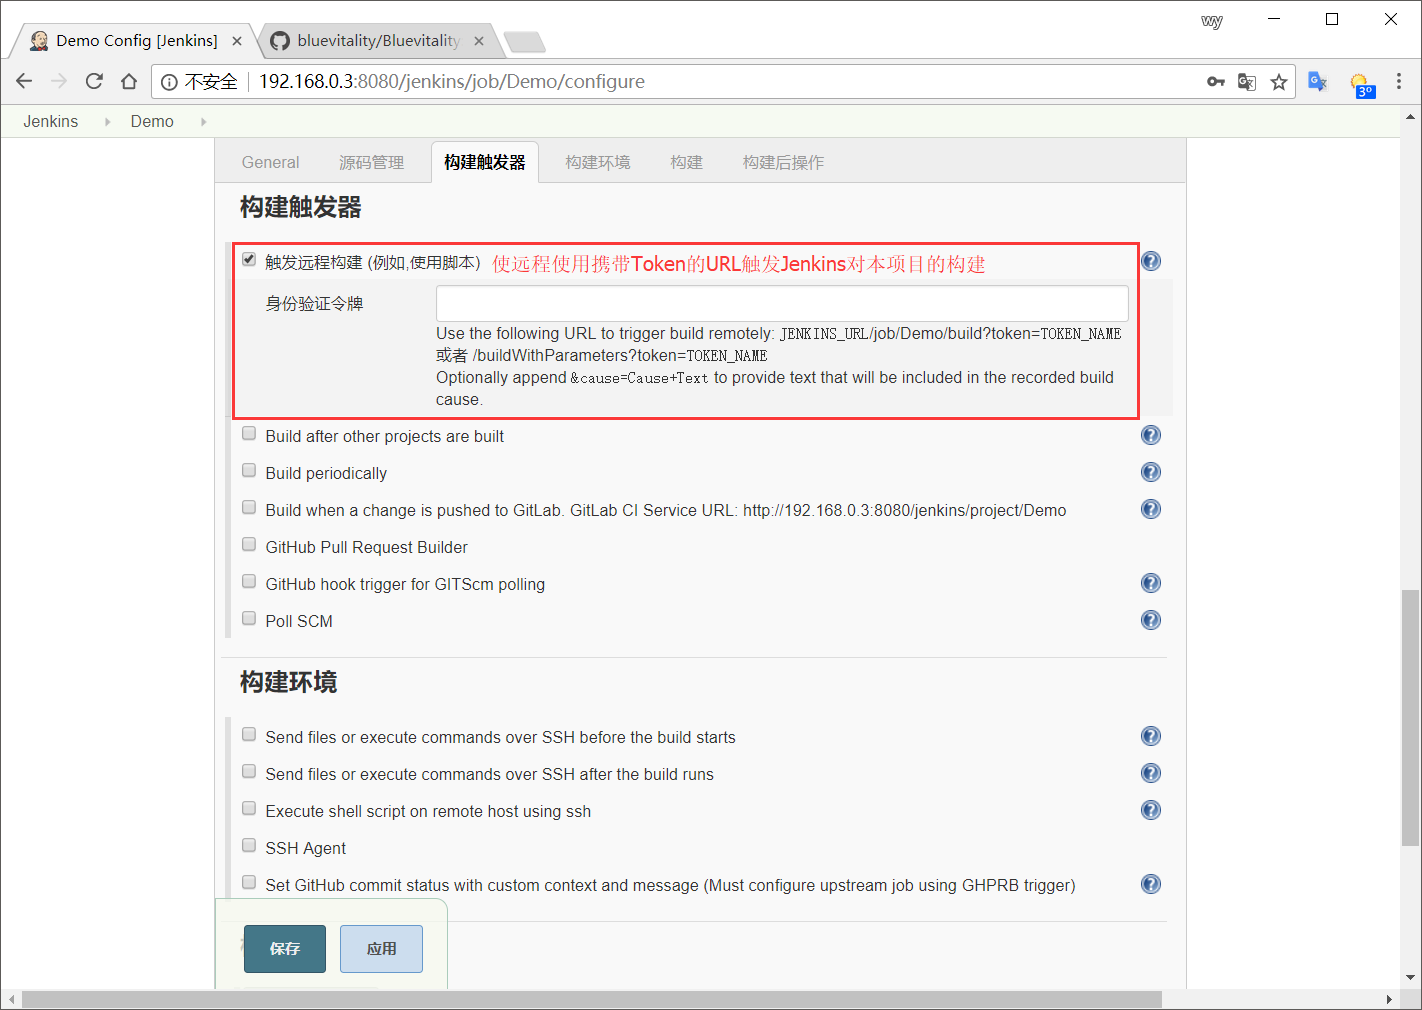 wy
Demo Config [Jenkins]
bluevitality/Bluevitality
不安全
192.168.0.3:8080/jenkins/job/Demo/configure
3°
Jenkins
Demo
General
源码管理
构建触发器
构建环境
构建
构建后操作
构建触发器
触发远程构建 (例如,使用脚本)
使远程使用携带Token的URL触发Jenkins对本项目的构建
身份验证令牌
Use the following URL to trigger build remotely: JENKINS_URL/job/Demo/build?token=TOKEN_NAME
或者 /buildWithParameters?token=TOKEN_NAME
Optionally append &cause=Cause+Text to provide text that will be included in the recorded build
cause.
Build after other projects are built
Build periodically
Build when a change is pushed to GitLab. GitLab CI Service URL: http://192.168.0.3:8080/jenkins/project/Demo
GitHub Pull Request Builder
GitHub hook trigger for GITScm polling
Poll SCM
构建环境
Send files or execute commands over SSH before the build starts
Send files or execute commands over SSH after the build runs
Execute shell script on remote host using ssh
SSH Agent
Set GitHub commit status with custom context and message (Must configure upstream job using GHPRB trigger)
保存
应用